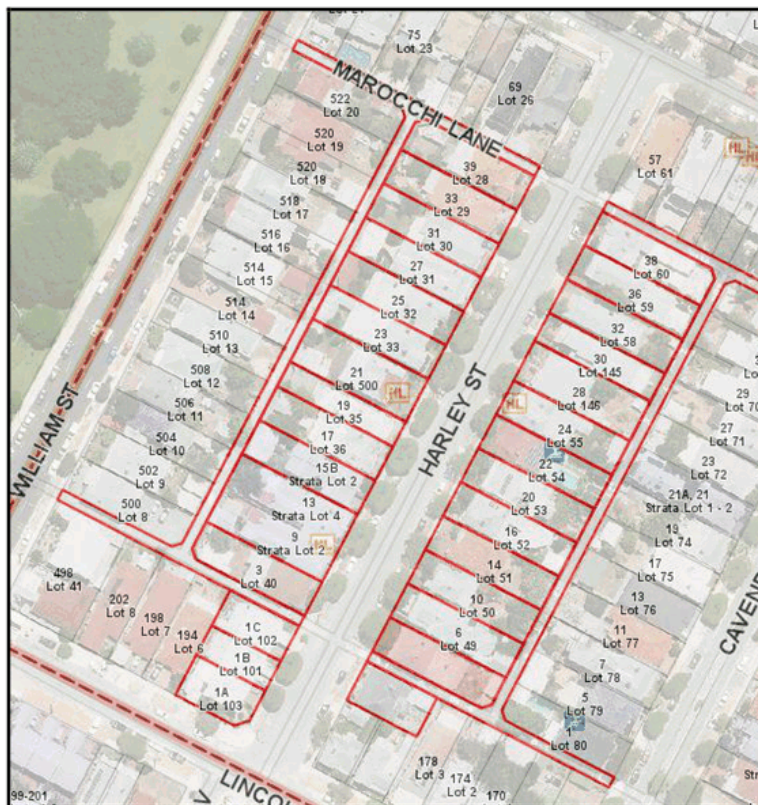 75
Lot 23
MAROCCHI LANE
69
Lot 26
522
Lot 20
520
Lot 19
520
Lot 18
518
Lot 17
516
Lot 16
514
Lot 15
514
Lot 14
510
Lot 13
508
Lot 12
506
Lot 11
504
Lot 10
502
Lot 9
500
Lot 8
WILLIAM ST
39
Lot 28
33
Lot 29
31
Lot 30
27
Lot 31
25
Lot 32
23
Lot 33
21
Lot 500
19
Lot 35
17
Lot 36
15B
Strata Lot 2
13
Strata Lot 4
9
Strata Lot 2
3
Lot 40
1C
Lot 102
1B
Lot 101
1A
Lot 103
HL
HL
HL
HARLEY ST
57
Lot 61
38
Lot 60
36
Lot 59
32
Lot 58
30
Lot 145
28
Lot 146
24
Lot 55
22
Lot 54
20
Lot 53
16
Lot 52
14
Lot 51
10
Lot 50
6
Lot 49
29
Lot 70
27
Lot 71
23
Lot 72
21A, 21
Strata Lot 1 - 2
19
Lot 74
17
Lot 75
13
Lot 76
11
Lot 77
7
Lot 78
5
Lot 79
1
Lot 80
498
Lot 41
202
Lot 8
198
Lot 7
194
Lot 6
178
Lot 3
174
Lot 2
170
99-201